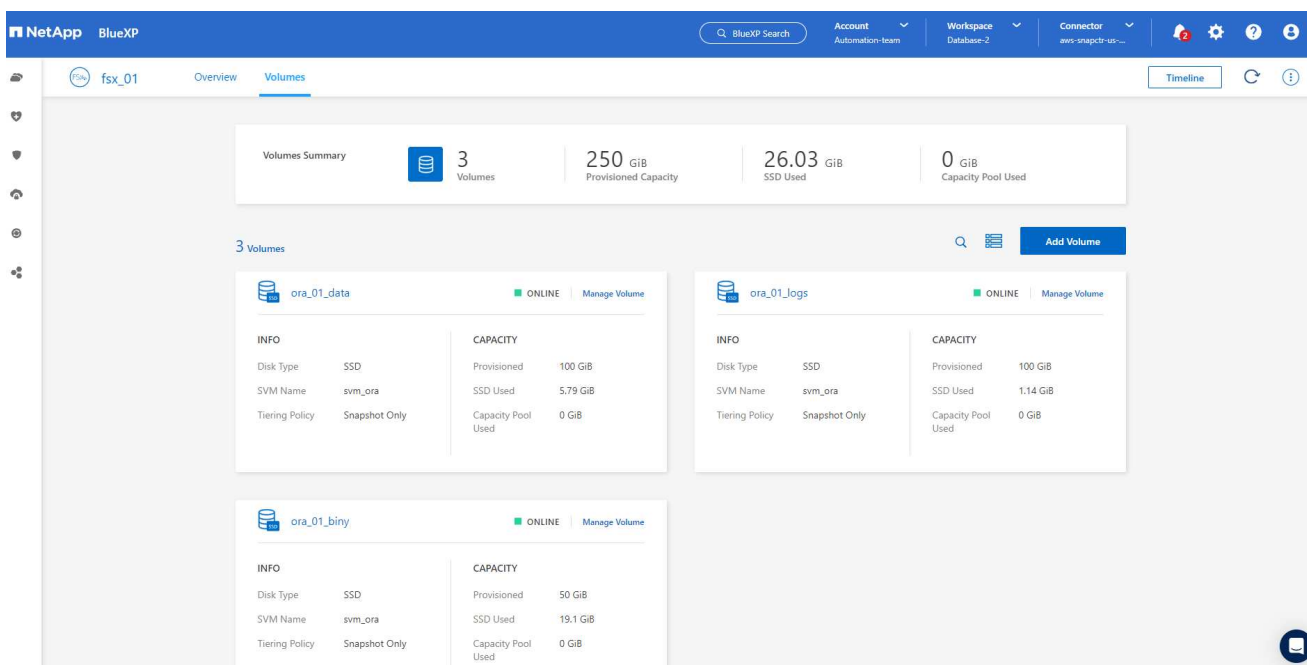 NetApp BlueXP
BlueXP Search
Account
Automation-team
Workspace
Database-2
Connector
aws-snapctr-us-...
2
FSx
fsx_01
Overview
Volumes
Timeline
Volumes Summary
3
Volumes
250 GiB
Provisioned Capacity
26.03 GiB
SSD Used
0 GiB
Capacity Pool Used
3 Volumes
Add Volume
ora_01_data
ONLINE
Manage Volume
INFO
Disk Type SSD
SVM Name svm_ora
Tiering Policy Snapshot Only
CAPACITY
Provisioned 100 GiB
SSD Used 5.79 GiB
Capacity Pool 0 GiB
Used
ora_01_logs
ONLINE
Manage Volume
INFO
Disk Type SSD
SVM Name svm_ora
Tiering Policy Snapshot Only
CAPACITY
Provisioned 100 GiB
SSD Used 1.14 GiB
Capacity Pool 0 GiB
Used
ora_01_biny
ONLINE
Manage Volume
INFO
Disk Type SSD
SVM Name svm_ora
Tiering Policy Snapshot Only
CAPACITY
Provisioned 50 GiB
SSD Used 19.1 GiB
Capacity Pool 0 GiB
Used